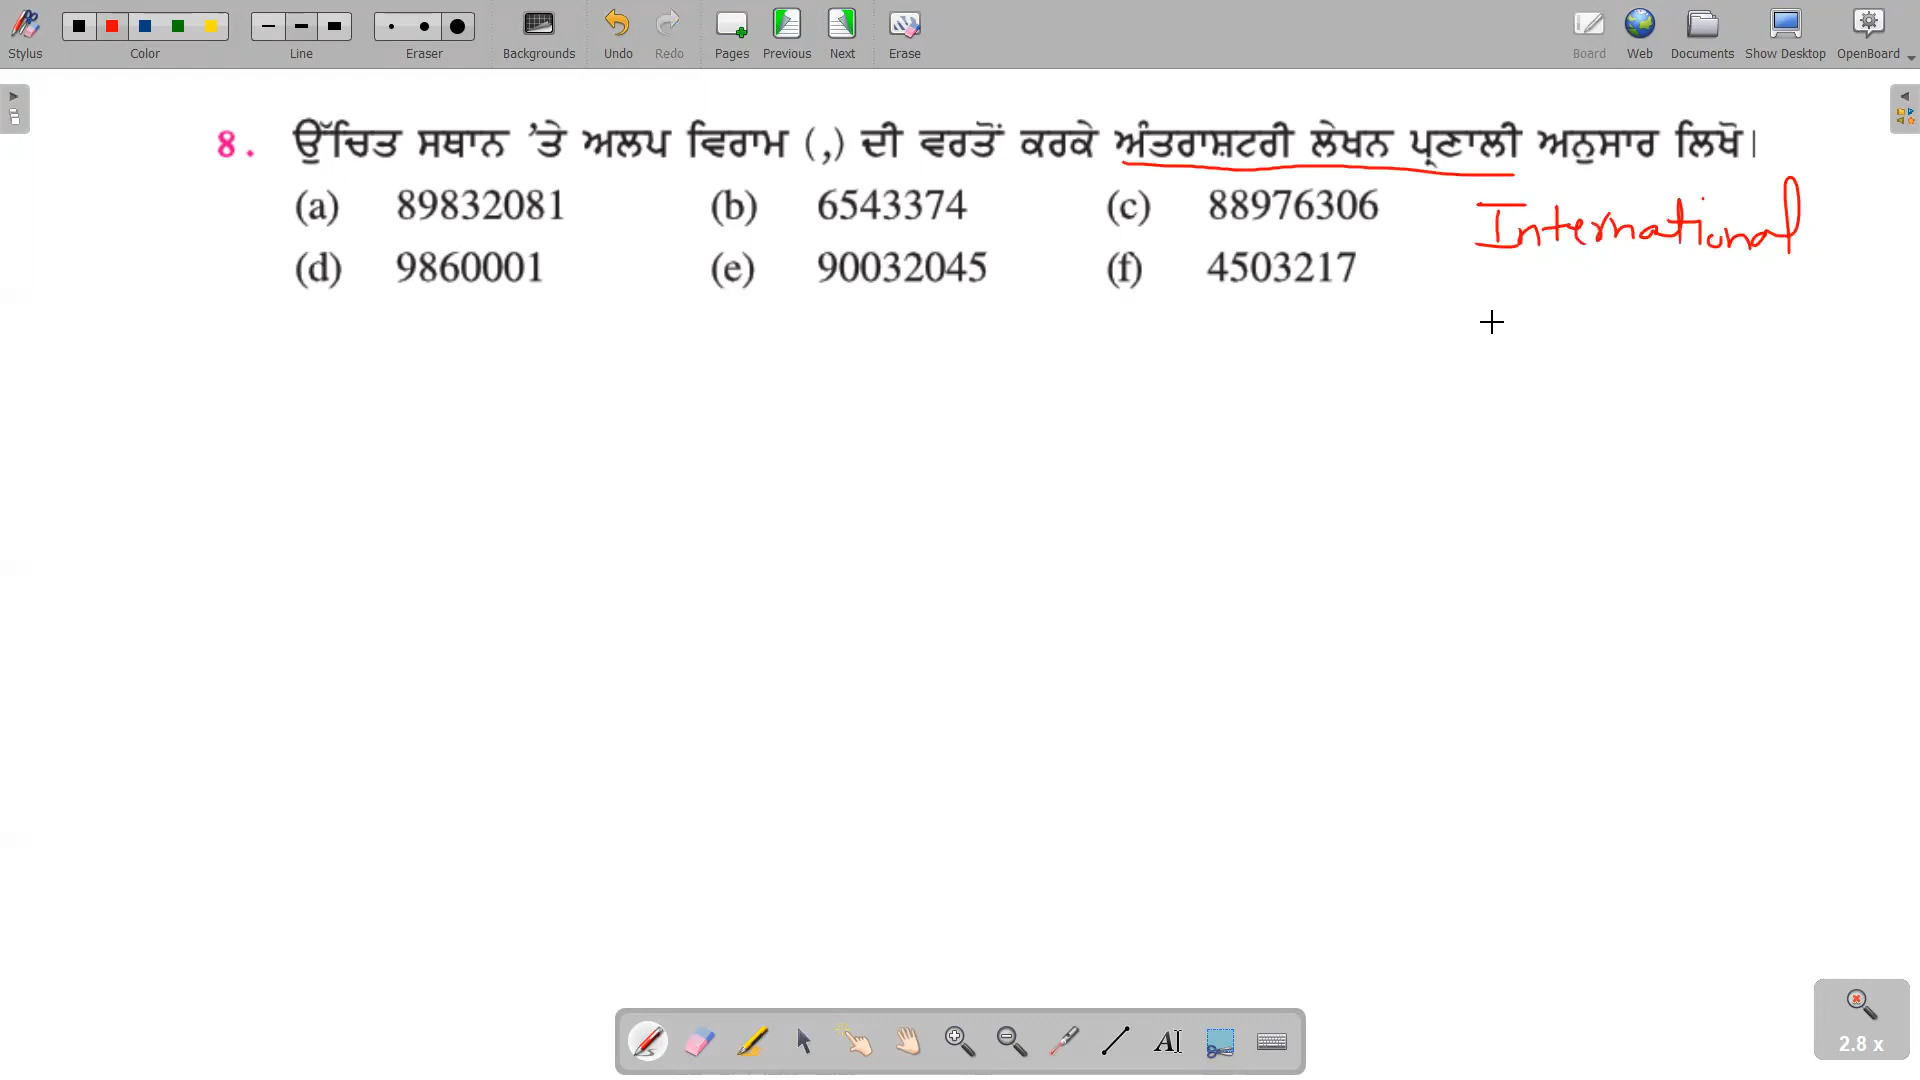 Stylus Color Line Eraser Backgrounds Undo Redo Pages Previous Next Erase Board Web Documents Show Desktop OpenBoard
8. ਉੱਚਿਤ ਸਥਾਨ ’ਤੇ ਅਲਪ ਵਿਰਾਮ (,) ਦੀ ਵਰਤੋਂ ਕਰਕੇ ਅੰਤਰਾਸ਼ਟਰੀ ਲੇਖਨ ਪ੍ਰਣਾਲੀ ਅਨੁਸਾਰ ਲਿਖੋ।
(a) 89832081 (b) 6543374 (c) 88976306 International
(d) 9860001 (e) 90032045 (f) 4503217
2.8 x